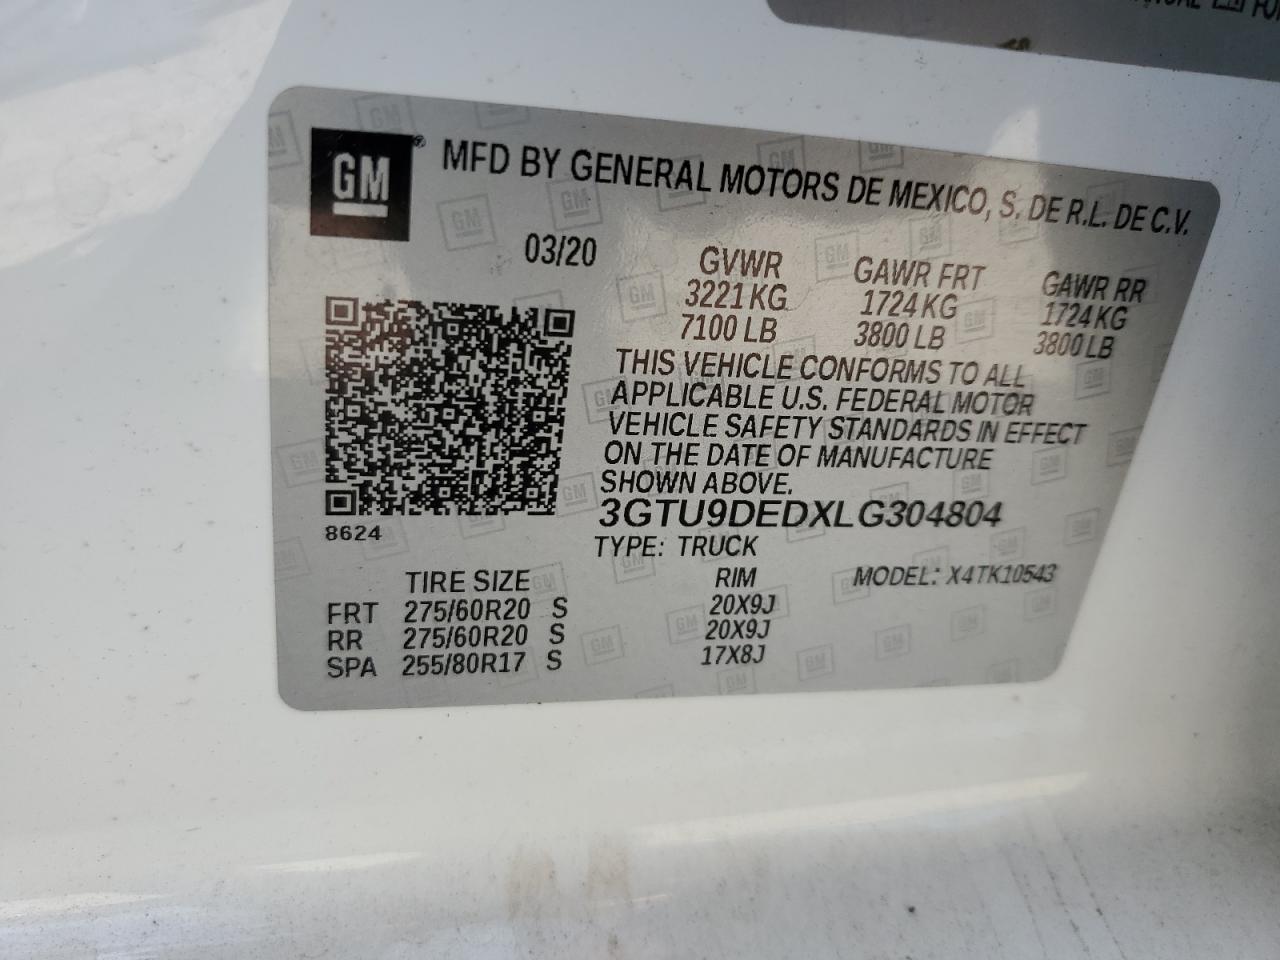 FOR
GM
MFD BY GENERAL MOTORS DE MEXICO, S. DE R.L. DE C.V.
03/20
GVWR GAWR FRT GAWR RR
3221 KG 1724 KG 1724 KG
7100 LB 3800 LB 3800 LB
THIS VEHICLE CONFORMS TO ALL
APPLICABLE U.S. FEDERAL MOTOR
VEHICLE SAFETY STANDARDS IN EFFECT
ON THE DATE OF MANUFACTURE
SHOWN ABOVE.
3GTU9DEDXLG304804
8624
TYPE: TRUCK
TIRE SIZE RIM MODEL: X4TK10543
FRT 275/60R20 S 20X9J
RR 275/60R20 S 20X9J
SPA 255/80R17 S 17X8J